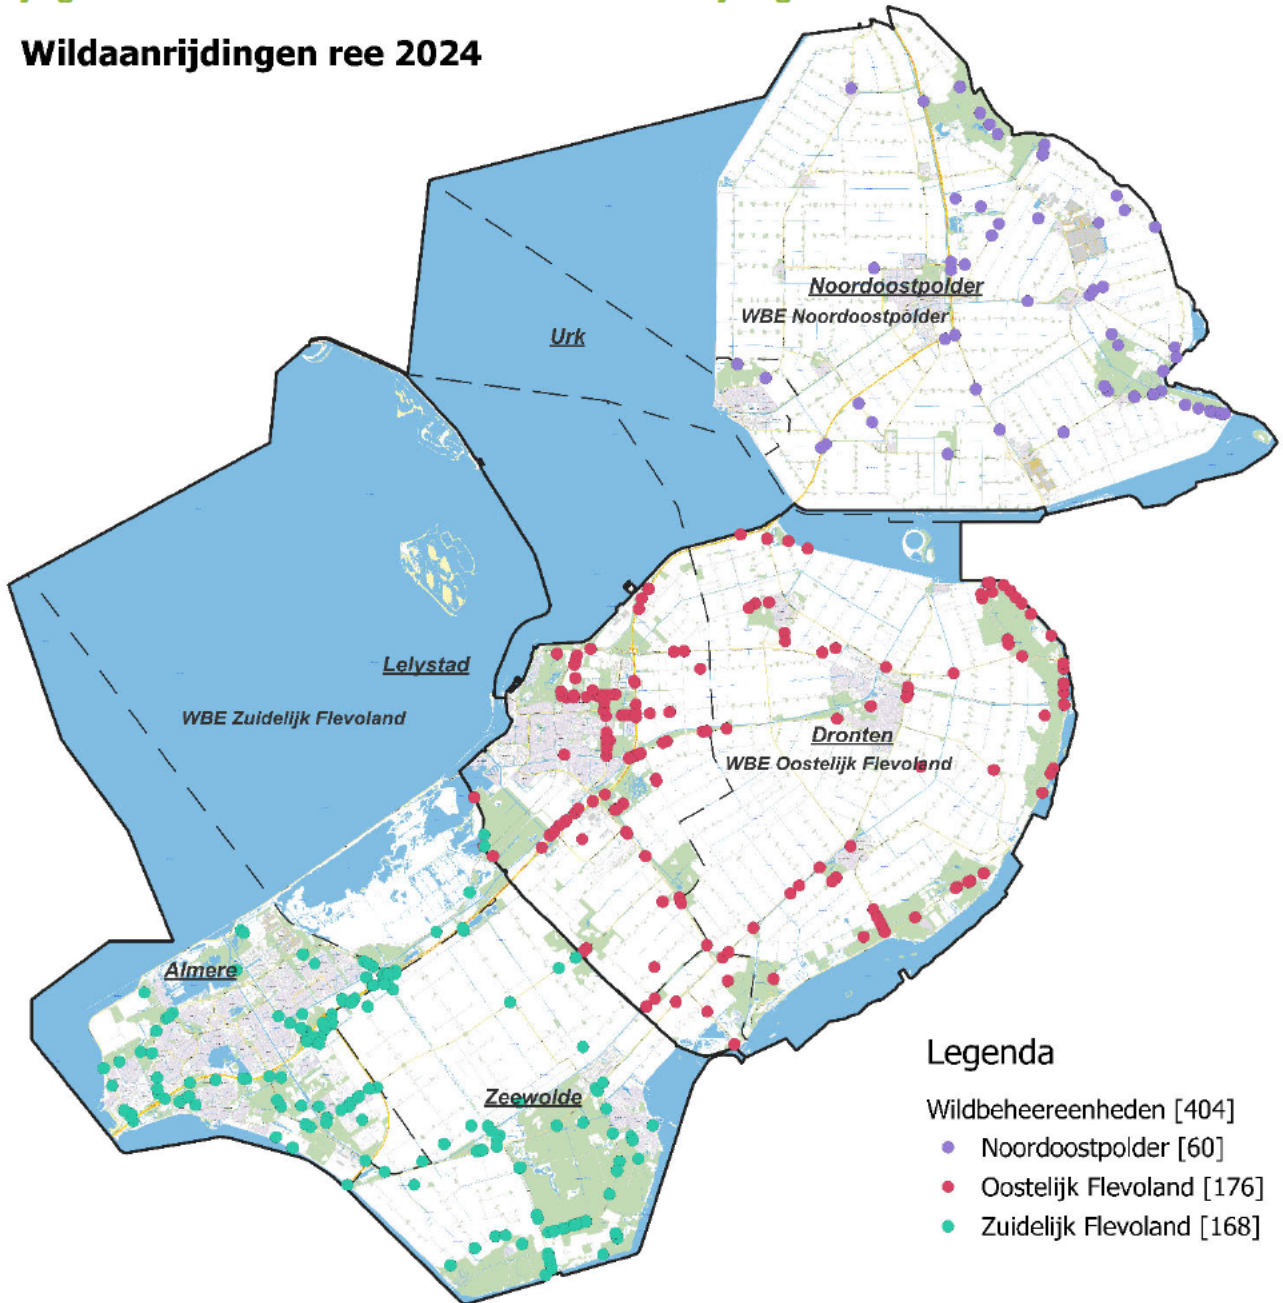 Wildaanrijdingen ree 2024
Noordoostpolder
WBE Noordoostpolder
Urk
Lelystad
WBE Zuidelijk Flevoland
Dronten
WBE Oostelijk Flevoland
Almere
Zeewolde
Legenda
Wildbeheereenheden [404]
Noordoostpolder [60]
Oostelijk Flevoland [176]
Zuidelijk Flevoland [168]